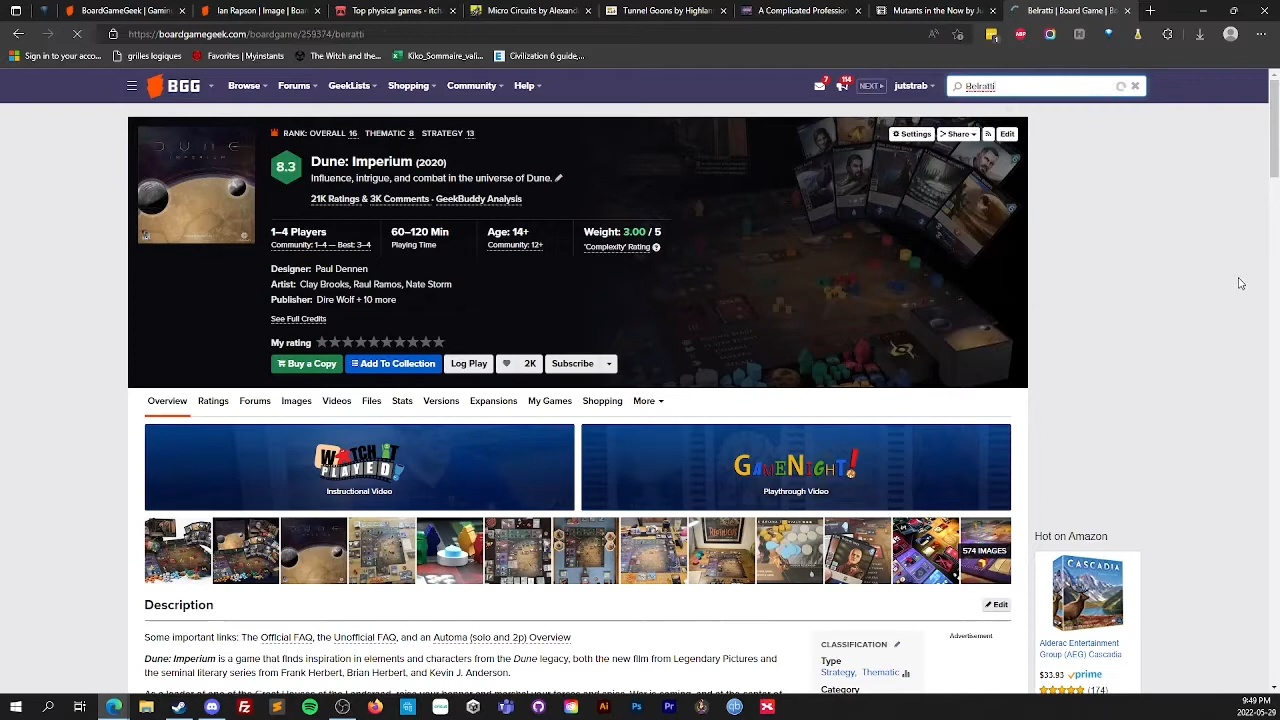 BoardGameGeek | Gamin
Ian Rapson | Image | Boar
Top physical games - itch.
Micro Circuits by Alexand
Tunnel Goons by Highlan
A Complicated Profession
Mutants in the Now by Ju
Belratti | Board Game | Bo
https://boardgamegeek.com/boardgame/259374/belratti
Sign in to your acco...
grilles logiques
Favorites | Myinstants
The Witch and the...
Kiko_Sommaire_vali...
Civilization 6 guide,...
BGG
Browse
Forums
GeekLists
Shopping
Community
Help
7
114
NEXT
jutstrab
Belratti
RANK: OVERALL 16 THEMATIC 8 STRATEGY 13
Settings
Share
Edit
DUNE
IMPERIUM
8.3
Dune: Imperium (2020)
Influence, intrigue, and combat in the universe of Dune.
21K Ratings & 3K Comments · GeekBuddy Analysis
1–4 Players
60–120 Min
Age: 14+
Weight: 3.00 / 5
Community: 1–4 — Best: 3–4
Playing Time
Community: 12+
'Complexity' Rating
Designer: Paul Dennen
Artist: Clay Brooks, Raul Ramos, Nate Storm
Publisher: Dire Wolf + 10 more
See Full Credits
My rating
Buy a Copy
Add To Collection
Log Play
2K
Subscribe
Overview
Ratings
Forums
Images
Videos
Files
Stats
Versions
Expansions
My Games
Shopping
More
WATCH IT
PLAYED!
Instructional Video
GAMENIGHT!
Playthrough Video
574 IMAGES
Hot on Amazon
CASCADIA
Description
Edit
Some important links: The Official FAQ, the Unofficial FAQ, and an Automa (solo and 2p) Overview
CLASSIFICATION
Advertisement
Alderac Entertainment
Group (AEG) Cascadia
Dune: Imperium is a game that finds inspiration in elements and characters from the Dune legacy, both the new film from Legendary Pictures and
the seminal literary series from Frank Herbert, Brian Herbert, and Kevin J. Anderson.
Type
Strategy, Thematic
$33.93 prime
Category
(174)
9:49 PM
2022-05-29